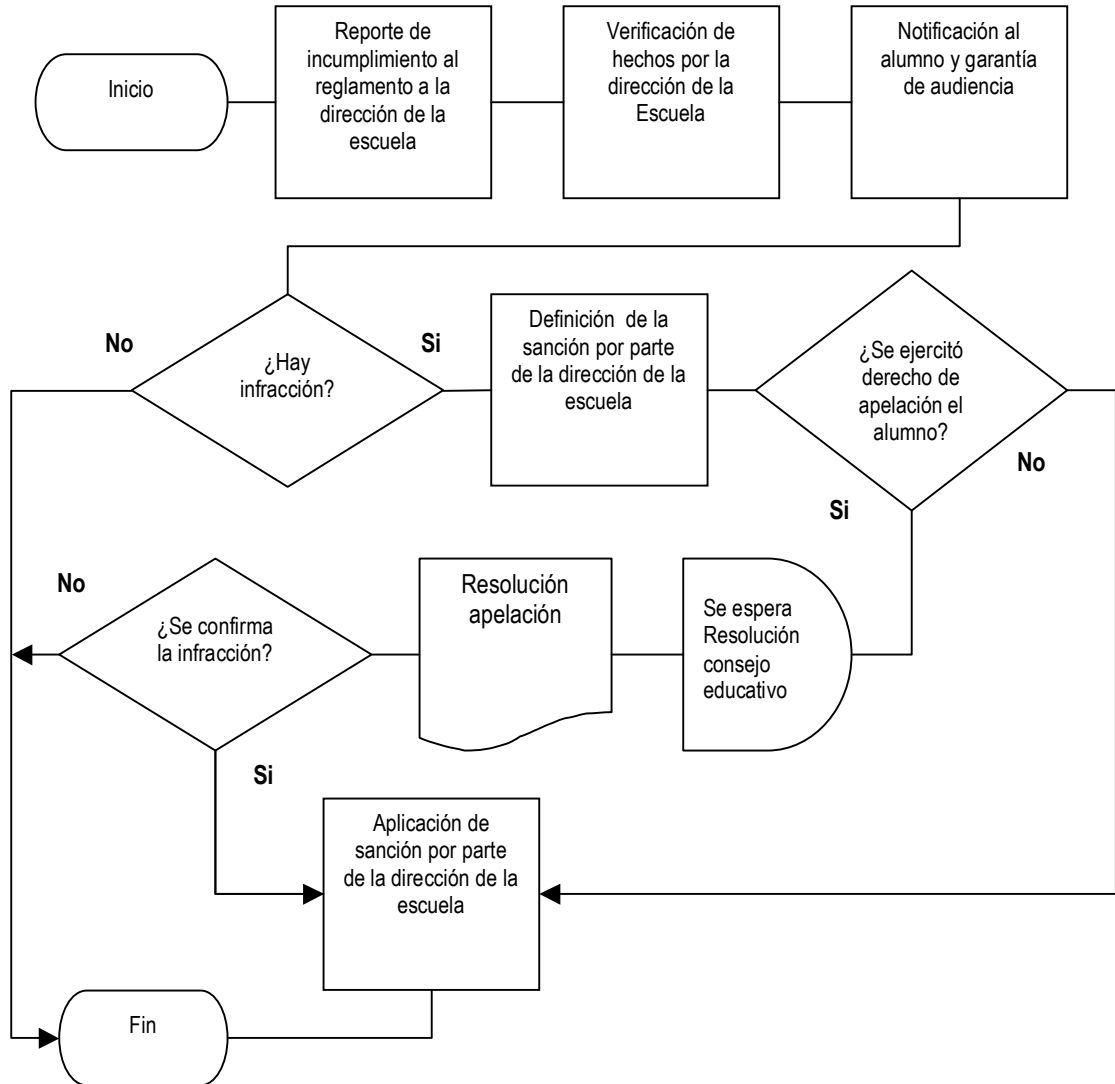 Inicio
Reporte de
incumplimiento al
reglamento a la
dirección de la
escuela
Verificación de
hechos por la
dirección de la
Escuela
Notificación al
alumno y garantía
de audiencia
No
¿Hay
infracción?
Si
Definición de la
sanción por parte
de la dirección de la
escuela
¿Se ejercitó
derecho de
apelación el
alumno?
No
Si
Se espera
Resolución
consejo
educativo
Resolución
apelación
¿Se confirma
la infracción?
No
Si
Aplicación de
sanción por parte
de la dirección de la
escuela
Fin